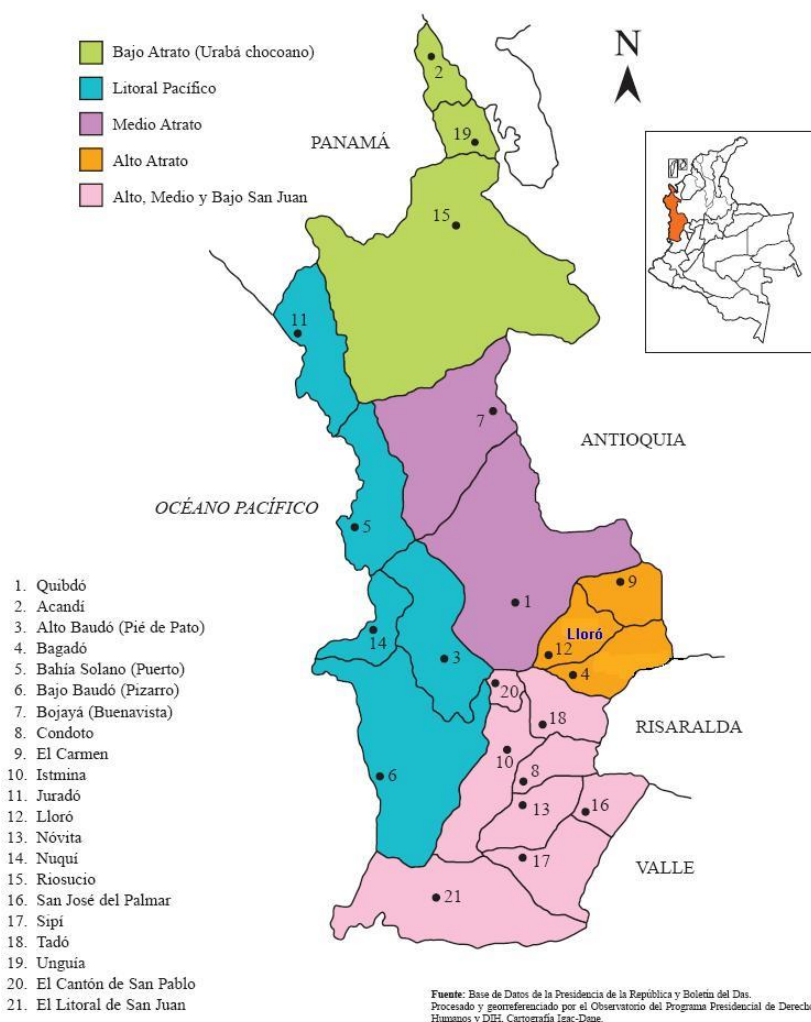 Bajo Atrato (Urabá chocoano)
Litoral Pacífico
Medio Atrato
Alto Atrato
Alto, Medio y Bajo San Juan
N
PANAMÁ
ANTIOQUIA
OCÉANO PACÍFICO
RISARALDA
VALLE
2
19
15
11
7
5
1
9
Lloró
12
14
3
4
20
18
10
6
8
13
16
17
21
1. Quibdó
2. Acandí
3. Alto Baudó (Pié de Pato)
4. Bagadó
5. Bahía Solano (Puerto)
6. Bajo Baudó (Pizarro)
7. Bojayá (Buenavista)
8. Condoto
9. El Carmen
10. Istmina
11. Juradó
12. Lloró
13. Nóvita
14. Nuquí
15. Riosucio
16. San José del Palmar
17. Sipí
18. Tadó
19. Unguía
20. El Cantón de San Pablo
21. El Litoral de San Juan
Fuente: Base de Datos de la Presidencia de la República y Boletín del Das.
Procesado y georreferenciado por el Observatorio del Programa Presidencial de Derecho
Humanos y DIH. Cartografía Igac-Dane.